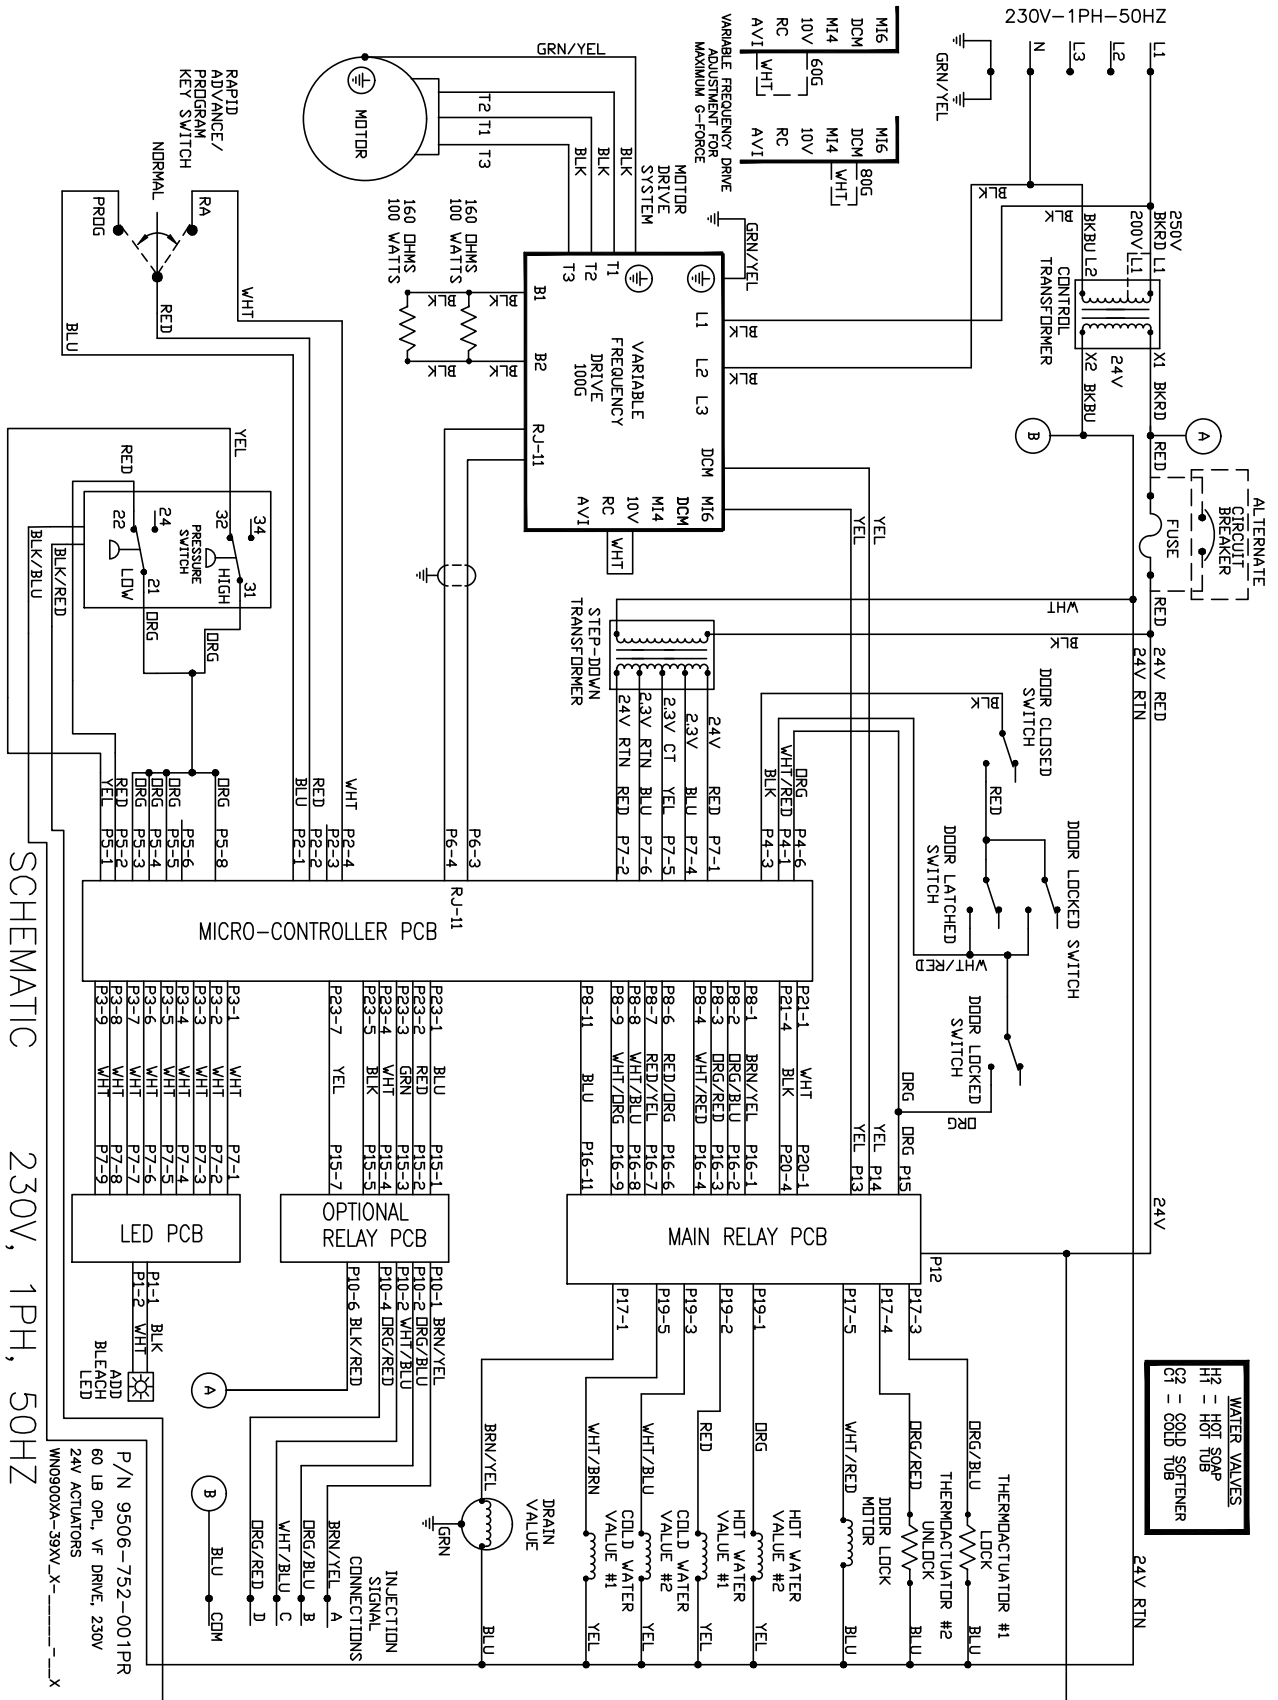 230V-1PH-50HZ
L1
L2
L3
N
GRN/YEL
MI6
DCM
MI4
10V
RC
AVI
60G
WHT
MI6
DCM
MI4
10V
RC
AVI
80G
WHT
VARIABLE FREQUENCY DRIVE
ADJUSTMENT FOR
MAXIMUM G-FORCE
GRN/YEL
MOTOR
T2
T1
T3
BLK
BLK
BLK
MOTOR
DRIVE
SYSTEM
GRN/YEL
160 OHMS
100 WATTS
160 OHMS
100 WATTS
BLK
BLK
BLK
BLK
BLK
BLK
BLK
BLK
250V
BKRD
L1
200V
L1
BKBU
L2
CONTROL
TRANSFORMER
X1
24V
X2
BKRD
BKBU
A
B
RED
FUSE
ALTERNATE
CIRCUIT
BREAKER
RED
24V RED
24V RTN
RAPID
ADVANCE/
PROGRAM
KEY SWITCH
NORMAL
RA
PROG
WHT
RED
BLU
T1
T2
T3
L1
L2
L3
B1
B2
VARIABLE
FREQUENCY
DRIVE
100G
RJ-11
DCM
MI6
DCM
MI4
10V
RC
AVI
WHT
YEL
YEL
YEL
RED
34
32
24
22
PRESSURE
SWITCH
HIGH
31
LOW
21
ORG
ORG
BLK/RED
BLK/BLU
WHT
BLK
STEP-DOWN
TRANSFORMER
24V
2.3V
2.3V CT
2.3V RTN
24V RTN
RED
BLU
YEL
BLU
RED
P7-1
P7-4
P7-5
P7-6
P7-2
BLK
DOOR CLOSED
SWITCH
RED
DOOR LOCKED SWITCH
DOOR LATCHED
SWITCH
WHT/RED
DOOR LOCKED
SWITCH
ORG
ORG
ORG
WHT/RED
BLK
P4-6
P4-1
P4-3
P6-3
P6-4
WHT
RED
BLU
P2-4
P2-3
P2-2
P2-1
ORG
ORG
ORG
ORG
RED
YEL
P5-8
P5-6
P5-5
P5-4
P5-3
P5-2
P5-1
RJ-11
MICRO-CONTROLLER PCB
P21-1
P21-4
P8-1
P8-2
P8-3
P8-4
P8-6
P8-7
P8-8
P8-9
P8-11
WHT
BLK
BRN/YEL
ORG/BLU
ORG/RED
WHT/RED
RED/ORG
RED/YEL
WHT/BLU
WHT/ORG
BLU
ORG
P15
YEL
P14
YEL
P13
P20-1
P20-4
P16-1
P16-2
P16-3
P16-4
P16-6
P16-7
P16-8
P16-9
P16-11
P23-1
P23-2
P23-3
P23-4
P23-5
P23-7
BLU
RED
GRN
WHT
BLK
YEL
P15-1
P15-2
P15-3
P15-4
P15-5
P15-7
P3-1
P3-2
P3-3
P3-4
P3-5
P3-6
P3-7
P3-8
P3-9
WHT
WHT
WHT
WHT
WHT
WHT
WHT
WHT
WHT
P7-1
P7-2
P7-3
P7-4
P7-5
P7-6
P7-7
P7-8
P7-9
24V
MAIN RELAY PCB
P12
OPTIONAL
RELAY PCB
LED PCB
P17-3
P17-4
P17-5
P19-1
P19-2
P19-3
P19-5
P17-1
P10-1 BRN/YEL
P10-2 ORG/BLU
P10-2 WHT/BLU
P10-4 ORG/RED
P10-6 BLK/RED
P1-1
P1-2
BLK
WHT
ADD
BLEACH
LED
A
B
BLU
COM
ORG/BLU
ORG/RED
WHT/RED
ORG
RED
WHT/BLU
WHT/BRN
BRN/YEL
THERMOACTUATOR #1
LOCK
THERMOACTUATOR #2
UNLOCK
DOOR LOCK
MOTOR
HOT WATER
VALUE #2
HOT WATER
VALUE #1
COLD WATER
VALUE #2
COLD WATER
VALUE #1
DRAIN
VALUE
GRN
BLU
BLU
BLU
YEL
YEL
YEL
YEL
BLU
24V RTN
INJECTION
SIGNAL
CONNECTIONS
BRN/YEL
A
ORG/BLU
B
WHT/BLU
C
ORG/RED
D
WATER VALVES
H2 - HOT SOAP
H1 - HOT TUB
C2 - COLD SOFTENER
C1 - COLD TUB
SCHEMATIC 230V, 1PH, 50HZ
P/N 9506-752-001PR
60 LB OPL, VF DRIVE, 230V
24V ACTUATORS
WN0900XA-39XV_X-______-__X